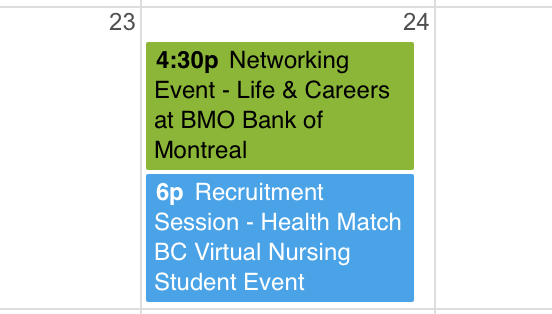 23
24
4:30p Networking
Event - Life & Careers
at BMO Bank of
Montreal
6p Recruitment
Session - Health Match
BC Virtual Nursing
Student Event